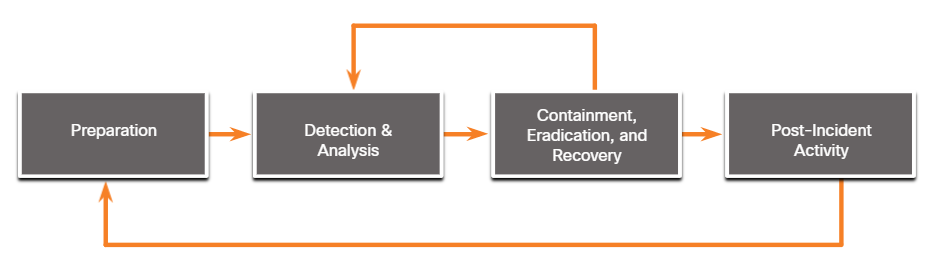 Preparation
Detection &
Analysis
Containment,
Eradication, and
Recovery
Post-Incident
Activity